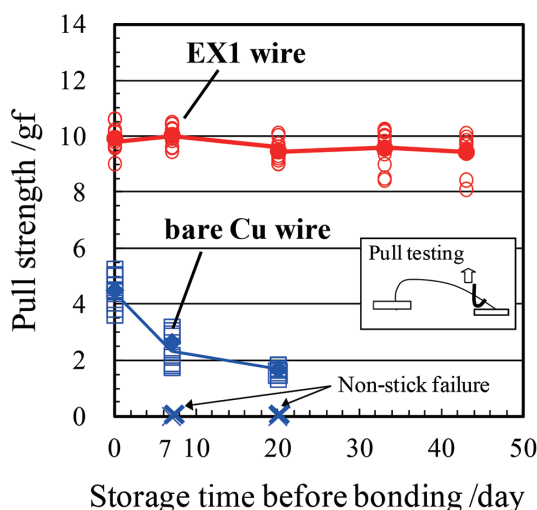 14
12
10
8
6
4
2
0
Pull strength /gf
EX1 wire
bare Cu wire
Pull testing
Non-stick failure
0 7 10 20 30 40 50
Storage time before bonding /day